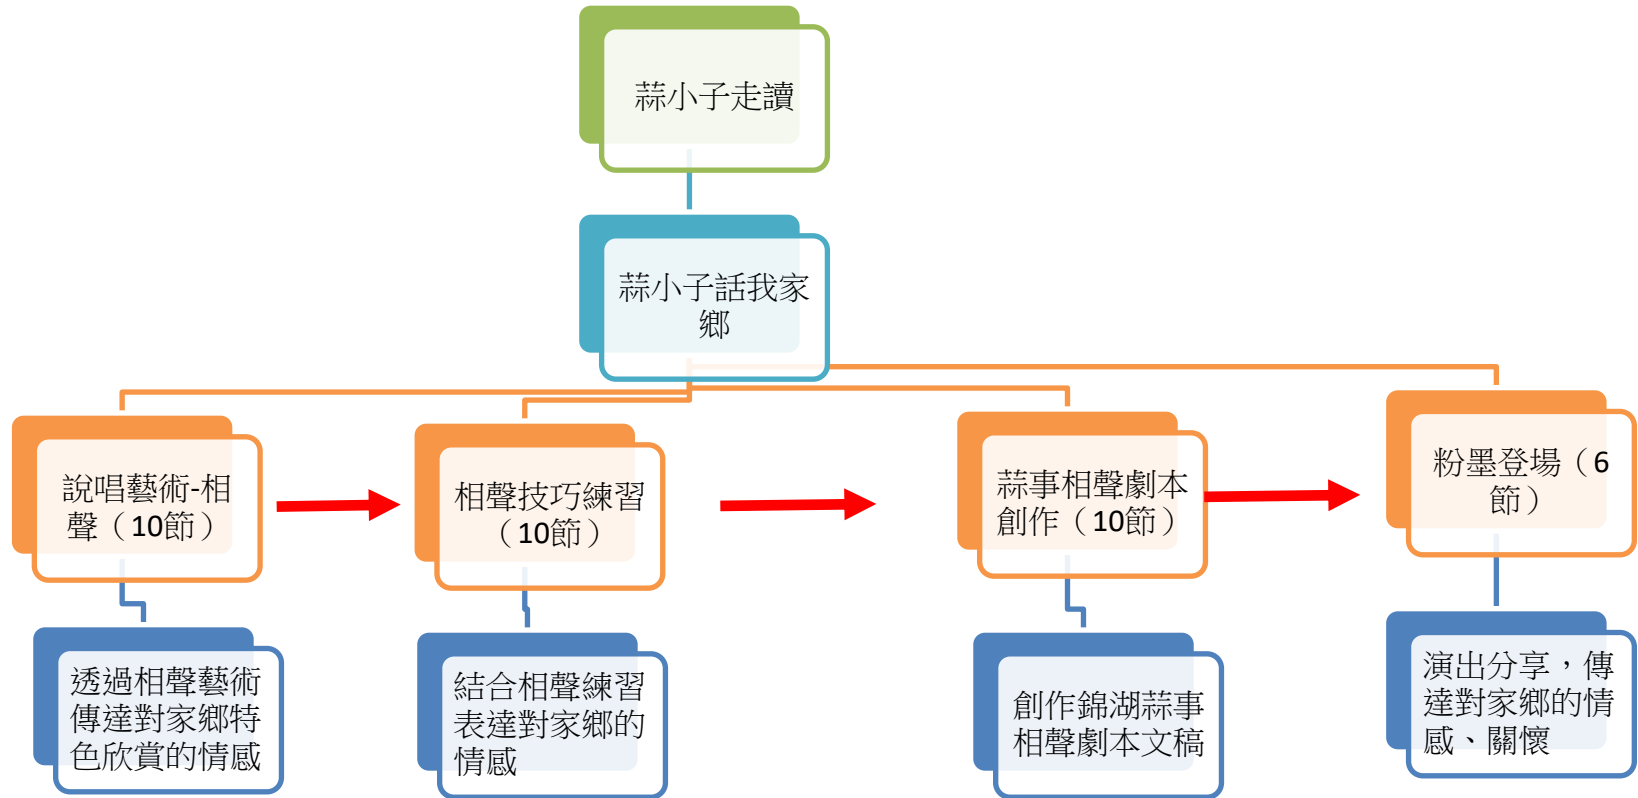 蒜小子走讀
蒜小子話我家
鄉
說唱藝術-相
聲（10節）
相聲技巧練習
（10節）
蒜事相聲劇本
創作（10節）
粉墨登場（6
節）
透過相聲藝術
傳達對家鄉特
色欣賞的情感
結合相聲練習
表達對家鄉的
情感
創作錦湖蒜事
相聲劇本文稿
演出分享，傳
達對家鄉的情
感、關懷